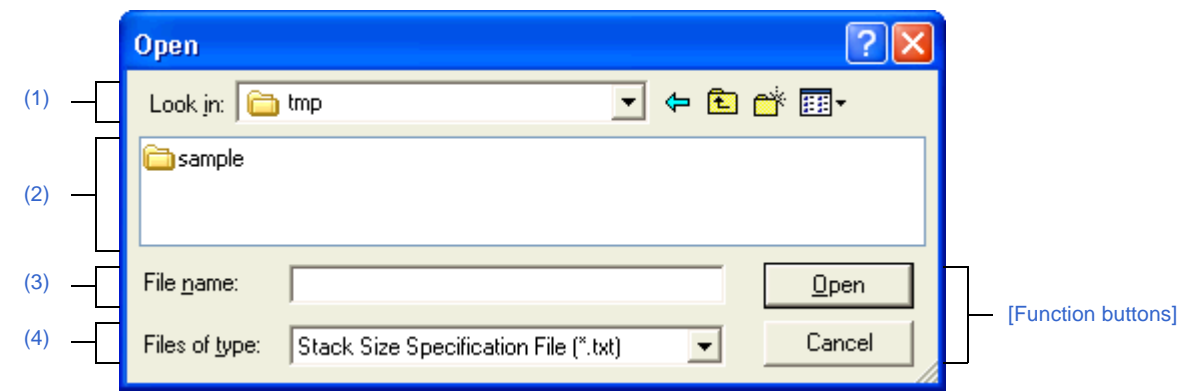 Open
(1)
Look in:
tmp
(2)
sample
(3)
File name:
Open
[Function buttons]
(4)
Files of type:
Stack Size Specification File (*.txt)
Cancel